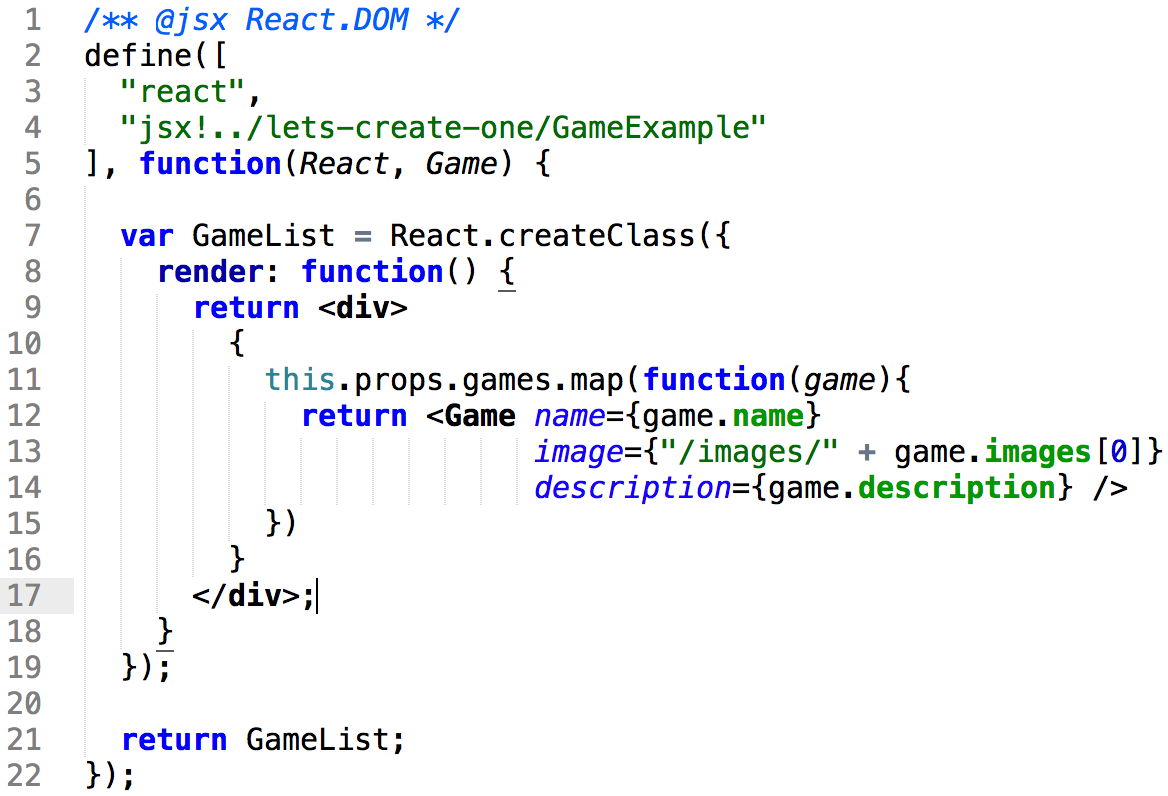 1 /** @jsx React.DOM */
2 define([
3   "react",
4   "jsx!../lets-create-one/GameExample"
5 ], function(React, Game) {
6
7   var GameList = React.createClass({
8     render: function() {
9       return <div>
10         {
11           this.props.games.map(function(game){
12             return <Game name={game.name}
13                          image={"/images/" + game.images[0]}
14                          description={game.description} />
15           })
16         }
17       </div>;
18     }
19   });
20
21   return GameList;
22 });